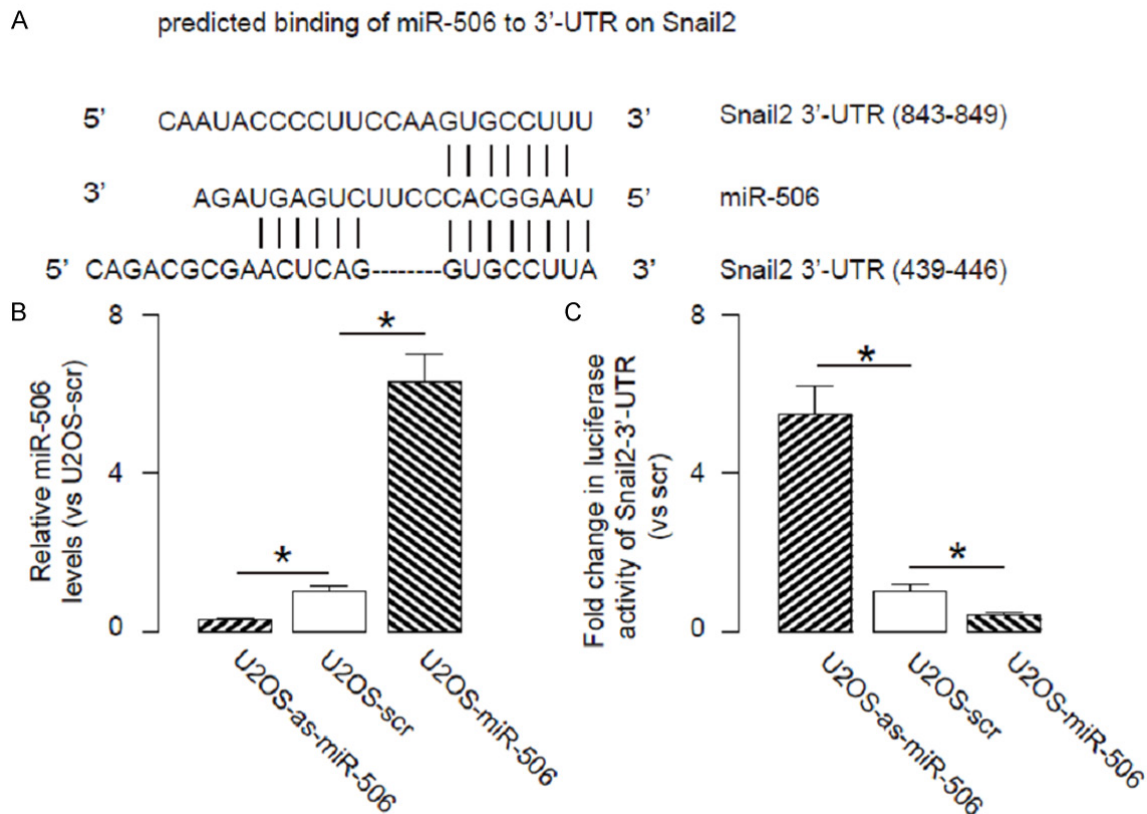 A
predicted binding of miR-506 to 3'-UTR on Snail2
5' CAAUACCCCUUCCAAGUGCCUUU 3' Snail2 3'-UTR (843-849)
3' AGAUGAGUCUUCCCACGGAAU 5' miR-506
5' CAGACGCGAACUCAG--------GUGCCUUA 3' Snail2 3'-UTR (439-446)
B
Relative miR-506
levels (vs U2OS-scr)
8
4
0
*
*
U2OS-as-miR-506
U2OS-scr
U2OS-miR-506
C
Fold change in luciferase
activity of Snail2-3'-UTR
(vs scr)
8
4
0
*
*
U2OS-as-miR-506
U2OS-scr
U2OS-miR-506